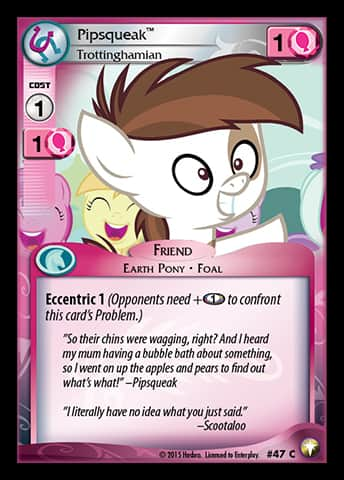 Pipsqueak™
Trottinghamian
1
COST
1
1
FRIEND
EARTH PONY • FOAL
Eccentric 1 (Opponents need +1 to confront
this card's Problem.)
"So their chins were wagging, right? And I heard
my mum having a bubble bath about something,
so I went up the apples and pears to find out
what's what!" –Pipsqueak
"I literally have no idea what you just said."
–Scootaloo
© 2015 Hasbro. Licensed to Enterplay.
#47 C